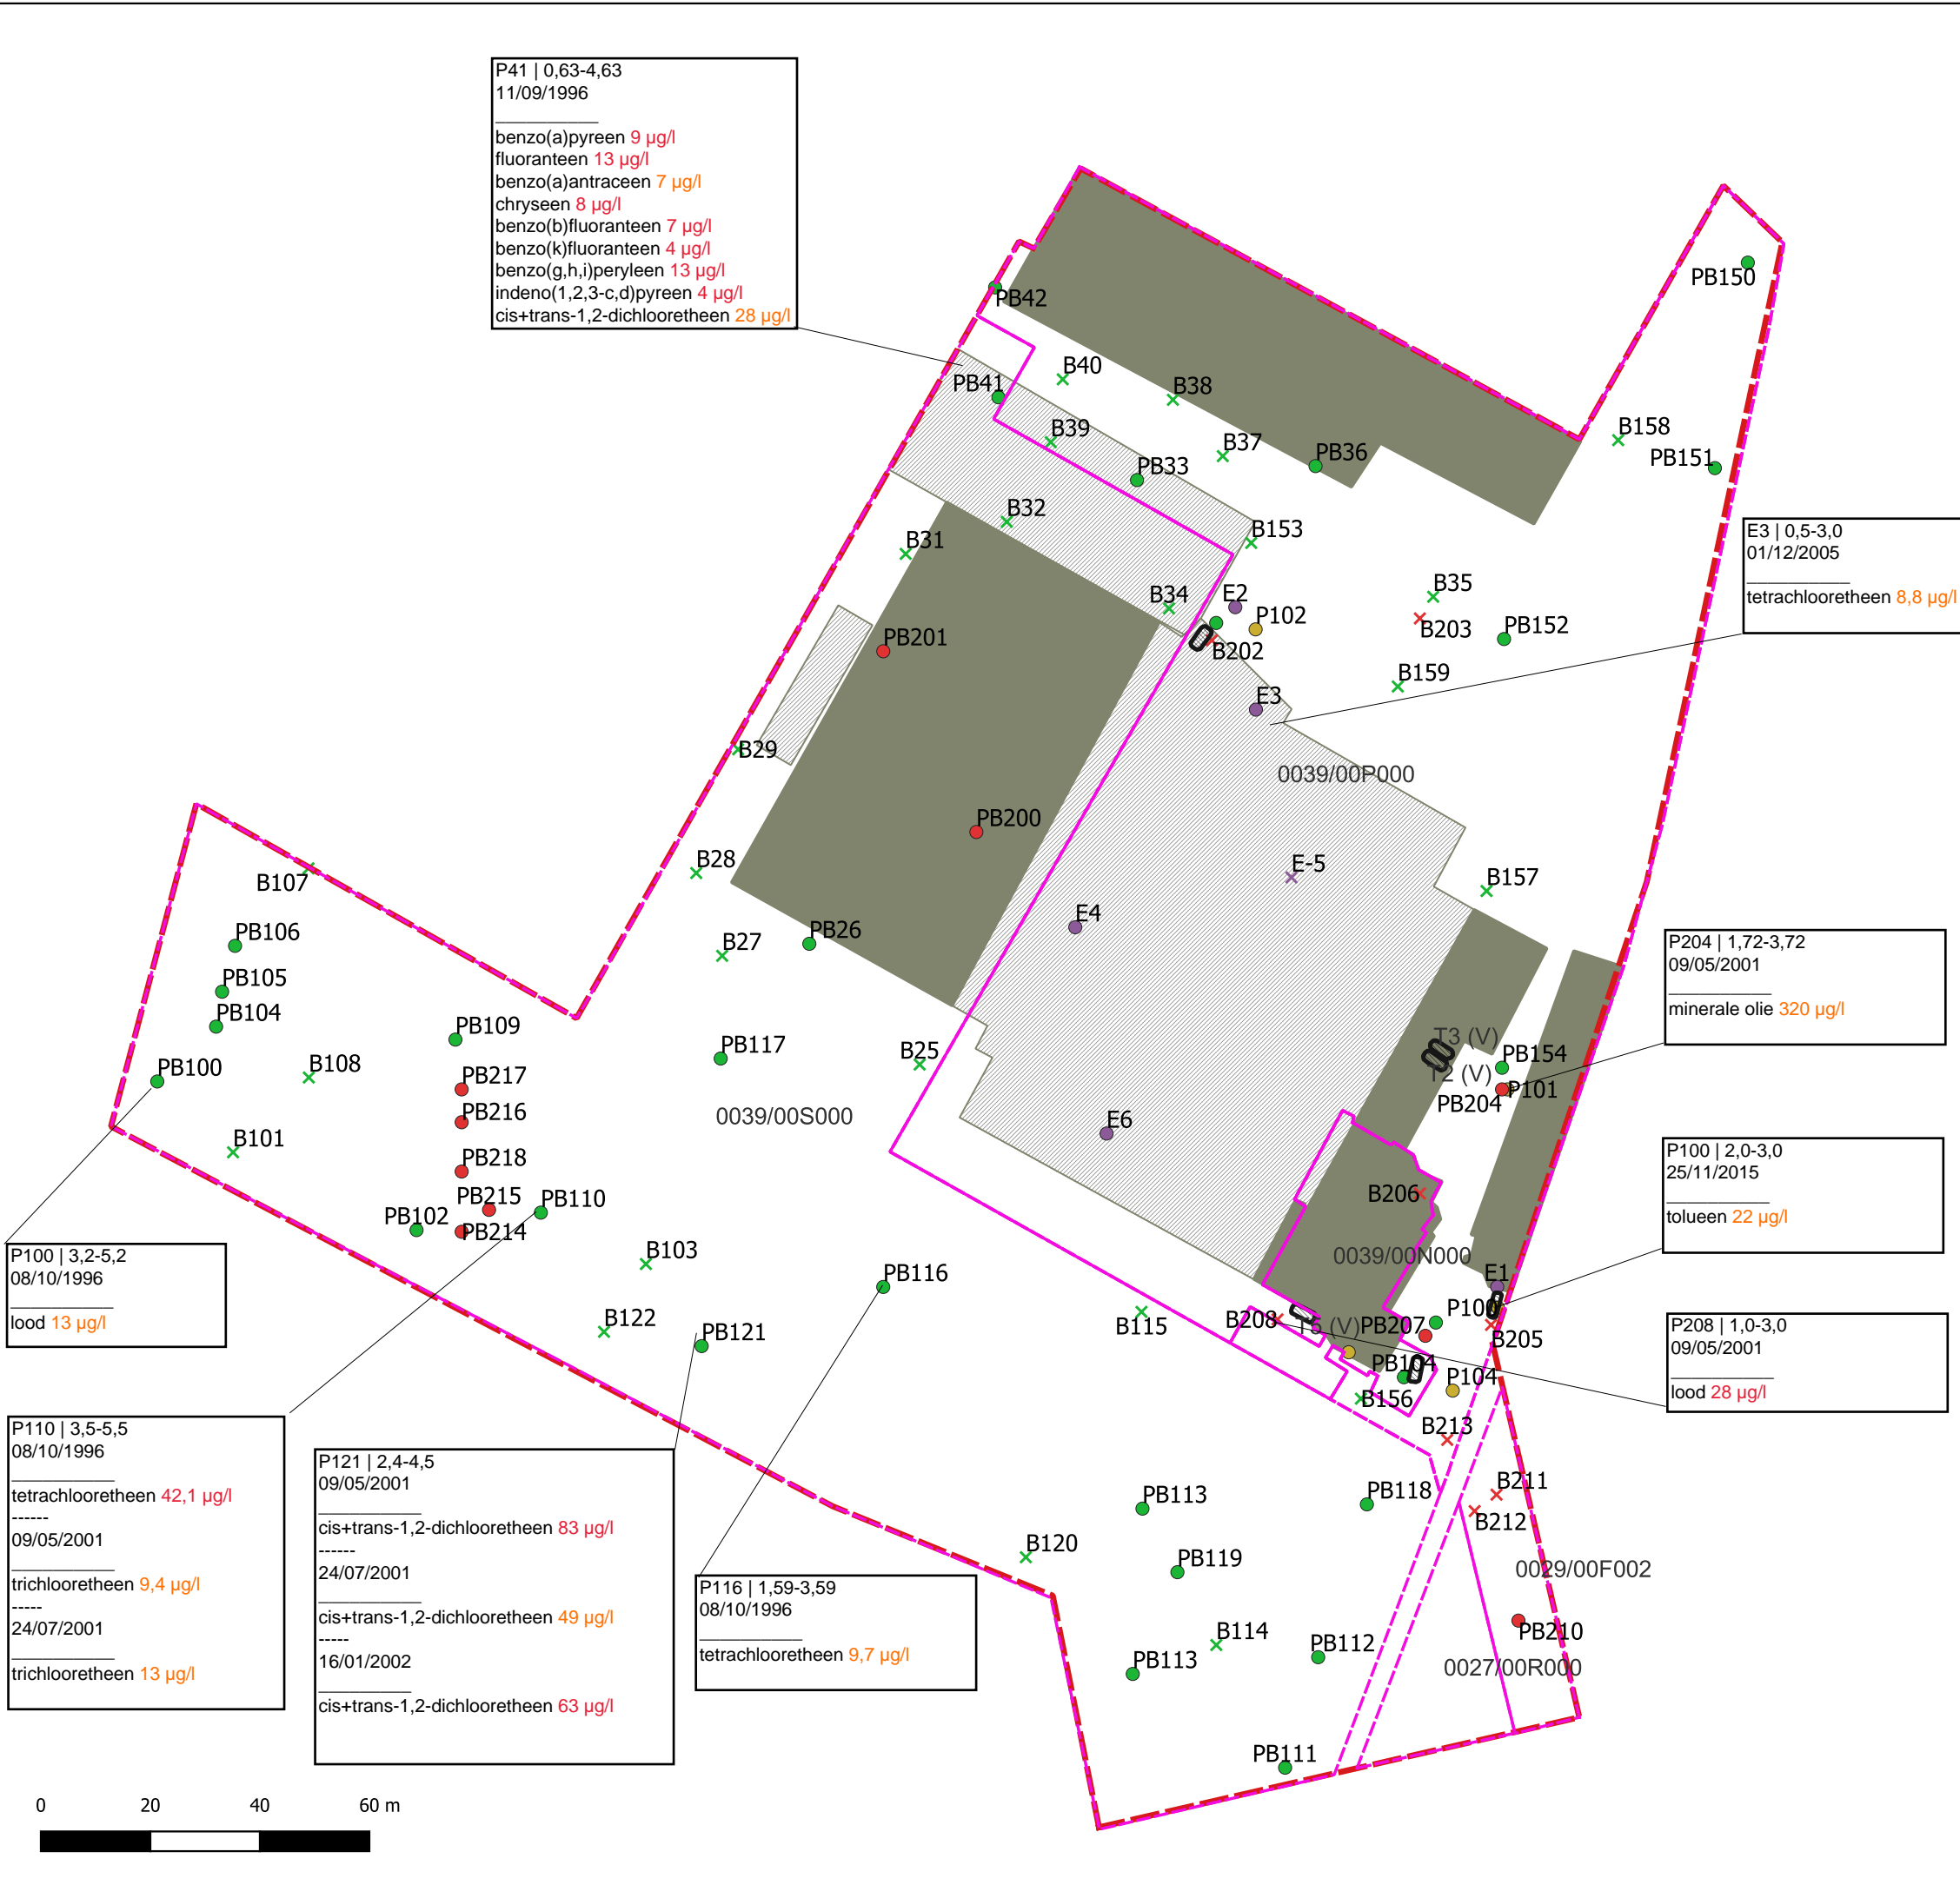 P41 | 0,63-4,63
11/09/1996
__________
benzo(a)pyreen 9 µg/l
fluoranteen 13 µg/l
benzo(a)antraceen 7 µg/l
chryseen 8 µg/l
benzo(b)fluoranteen 7 µg/l
benzo(k)fluoranteen 4 µg/l
benzo(g,h,i)peryleen 13 µg/l
indeno(1,2,3-c,d)pyreen 4 µg/l
cis+trans-1,2-dichlooretheen 28 µg/l
PB150
PB42
B40
PB41
B38
B158
B39
B37
PB36
PB151
PB33
B32
B31
B153
E3 | 0,5-3,0
01/12/2005
__________
tetrachlooretheen 8,8 µg/l
B35
B34
E2
P102
B203
PB152
PB201
B202
B159
E3
B29
0039/00P000
PB200
B28
E-5
B157
B107
E4
PB106
B27
PB26
P204 | 1,72-3,72
09/05/2001
__________
minerale olie 320 µg/l
PB105
PB104
PB109
PB117
B25
T3 (V)
PB154
PB100
B108
PB217
T2 (V)
P101
PB204
PB216
0039/00S000
E6
B101
PB218
P100 | 2,0-3,0
25/11/2015
__________
tolueen 22 µg/l
B206
PB215
PB110
PB102
PB214
B103
0039/00N000
P100 | 3,2-5,2
08/10/1996
__________
lood 13 µg/l
PB116
E1
B122
PB121
B115
B208
T5 (V)
PB207
P100
B205
P208 | 1,0-3,0
09/05/2001
__________
lood 28 µg/l
P104
B156
B213
P110 | 3,5-5,5
08/10/1996
__________
tetrachlooretheen 42,1 µg/l
------
09/05/2001
__________
trichlooretheen 9,4 µg/l
-----
24/07/2001
__________
trichlooretheen 13 µg/l
P121 | 2,4-4,5
09/05/2001
__________
cis+trans-1,2-dichlooretheen 83 µg/l
------
24/07/2001
__________
cis+trans-1,2-dichlooretheen 49 µg/l
-----
16/01/2002
_________
cis+trans-1,2-dichlooretheen 63 µg/l
P116 | 1,59-3,59
08/10/1996
__________
tetrachlooretheen 9,7 µg/l
PB113
PB118
B211
B212
B120
PB119
0029/00F002
B114
PB112
PB210
PB113
0027/00R000
PB111
0 20 40 60 m